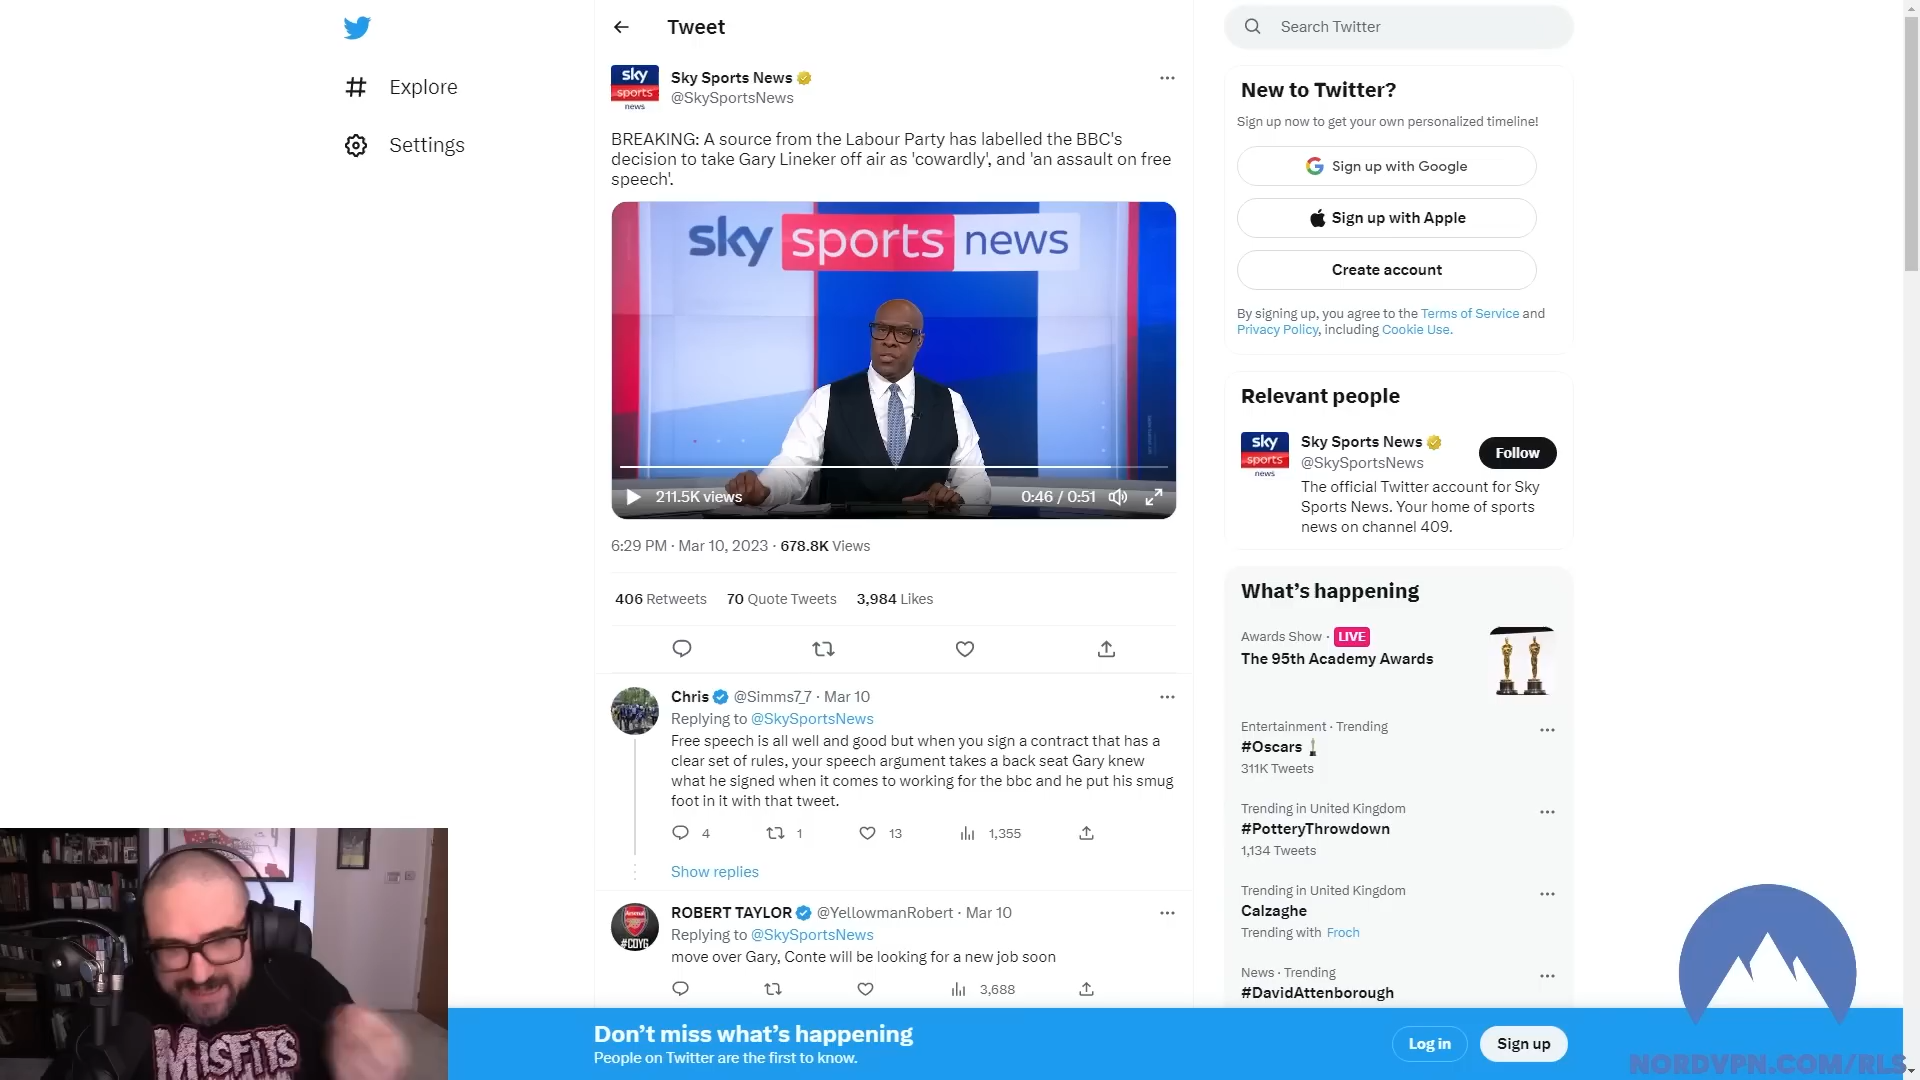 Tweet
Search Twitter
Explore
Settings
sky
sports
news
Sky Sports News
@SkySportsNews
BREAKING: A source from the Labour Party has labelled the BBC's
decision to take Gary Lineker off air as 'cowardly', and 'an assault on free
speech'.
sky sports news
211.5K views
0:46 / 0:51
6:29 PM · Mar 10, 2023 · 678.8K Views
406 Retweets 70 Quote Tweets 3,984 Likes
Chris @Simms7_7 · Mar 10
Replying to @SkySportsNews
Free speech is all well and good but when you sign a contract that has a
clear set of rules, your speech argument takes a back seat Gary knew
what he signed when it comes to working for the bbc and he put his smug
foot in it with that tweet.
4 1 13 1,355
Show replies
Arsenal
#COYG
ROBERT TAYLOR @YellowmanRobert · Mar 10
Replying to @SkySportsNews
move over Gary, Conte will be looking for a new job soon
3,688
New to Twitter?
Sign up now to get your own personalized timeline!
Sign up with Google
Sign up with Apple
Create account
By signing up, you agree to the Terms of Service and
Privacy Policy, including Cookie Use.
Relevant people
sky
sports
news
Sky Sports News
@SkySportsNews
Follow
The official Twitter account for Sky
Sports News. Your home of sports
news on channel 409.
What's happening
Awards Show · LIVE
The 95th Academy Awards
Entertainment · Trending
#Oscars
311K Tweets
Trending in United Kingdom
#PotteryThrowdown
1,134 Tweets
Trending in United Kingdom
Calzaghe
Trending with Froch
News · Trending
#DavidAttenborough
Don't miss what's happening
People on Twitter are the first to know.
Log in
Sign up
MISFITS
NORDVPN.COM/RLS